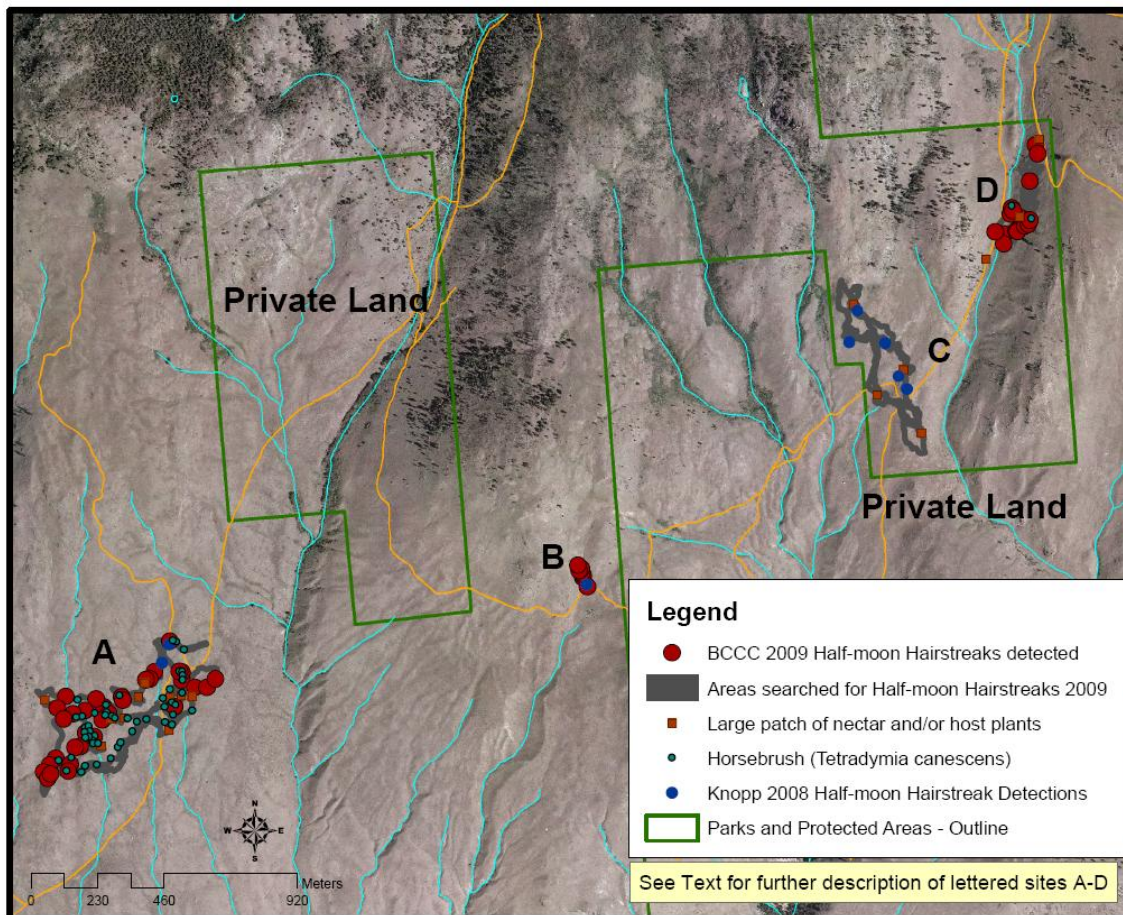 D
Private Land
C
Private Land
B
A
Legend
BCCC 2009 Half-moon Hairstreaks detected
Areas searched for Half-moon Hairstreaks 2009
Large patch of nectar and/or host plants
Horsebrush (Tetradymia canescens)
Knopp 2008 Half-moon Hairstreak Detections
Parks and Protected Areas - Outline
See Text for further description of lettered sites A-D
N
W E
S
Meters
0 230 460 920